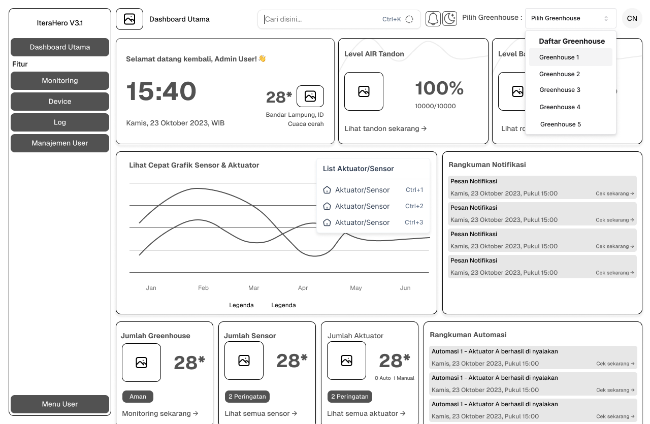 IteraHero V3.1
Dashboard Utama
Fitur
Monitoring
Device
Log
Manajemen User
Menu User
Dashboard Utama
Cari disini...
Ctrl+K
Pilih Greenhouse :
Pilih Greenhouse
CN
Daftar Greenhouse
Greenhouse 1
Greenhouse 2
Greenhouse 3
Greenhouse 4
Greenhouse 5
Selamat datang kembali, Admin User! 👋
15:40
28*
Bandar Lampung, ID
Cuaca cerah
Kamis, 23 Oktober 2023, WIB
Level AIR Tandon
100%
10000/10000
Lihat tandon sekarang →
Level
Lihat
Lihat Cepat Grafik Sensor & Aktuator
List Aktuator/Sensor
Aktuator/Sensor Ctrl+1
Aktuator/Sensor Ctrl+2
Aktuator/Sensor Ctrl+3
Jan Feb Mar Apr May Jun
Legenda Legenda
Rangkuman Notifikasi
Pesan Notifikasi
Kamis, 23 Oktober 2023, Pukul 15:00 Cek sekarang →
Pesan Notifikasi
Kamis, 23 Oktober 2023, Pukul 15:00 Cek sekarang →
Pesan Notifikasi
Kamis, 23 Oktober 2023, Pukul 15:00 Cek sekarang →
Pesan Notifikasi
Kamis, 23 Oktober 2023, Pukul 15:00 Cek sekarang →
Jumlah Greenhouse
28*
Aman
Monitoring sekarang →
Jumlah Sensor
28*
2 Peringatan
Lihat semua sensor →
Jumlah Aktuator
28*
0 Auto 1 Manual
2 Peringatan
Lihat semua aktuator →
Rangkuman Automasi
Automasi 1 - Aktuator A berhasil di nyalakan
Kamis, 23 Oktober 2023, Pukul 15:00 Cek sekarang →
Automasi 1 - Aktuator A berhasil di nyalakan
Kamis, 23 Oktober 2023, Pukul 15:00 Cek sekarang →
Automasi 1 - Aktuator A berhasil di nyalakan
Kamis, 23 Oktober 2023, Pukul 15:00 Cek sekarang →